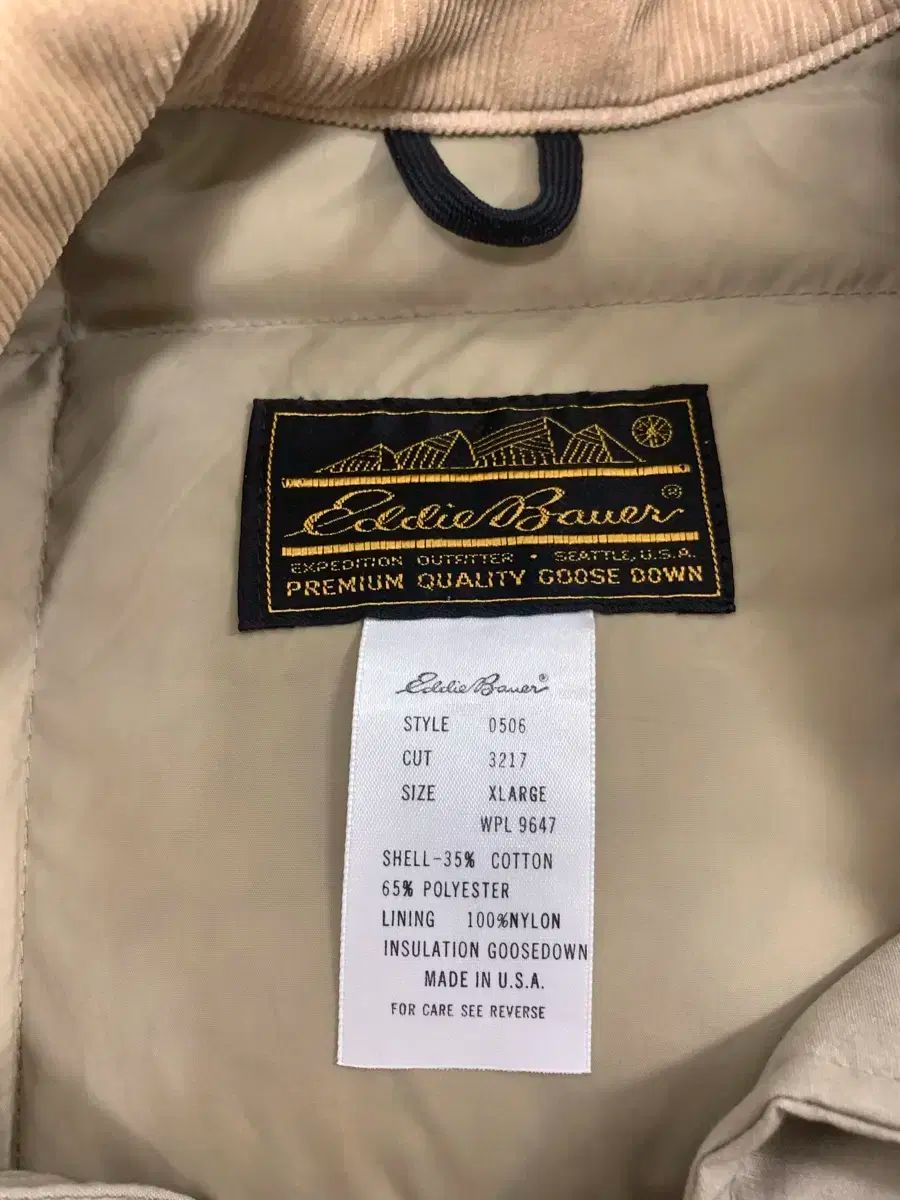 Eddie Bauer ®
EXPEDITION OUTFITTER • SEATTLE, U.S.A.
PREMIUM QUALITY GOOSE DOWN
Eddie Bauer®
STYLE 0506
CUT 3217
SIZE XLARGE
WPL 9647
SHELL-35% COTTON
65% POLYESTER
LINING 100%NYLON
INSULATION GOOSEDOWN
MADE IN U.S.A.
FOR CARE SEE REVERSE